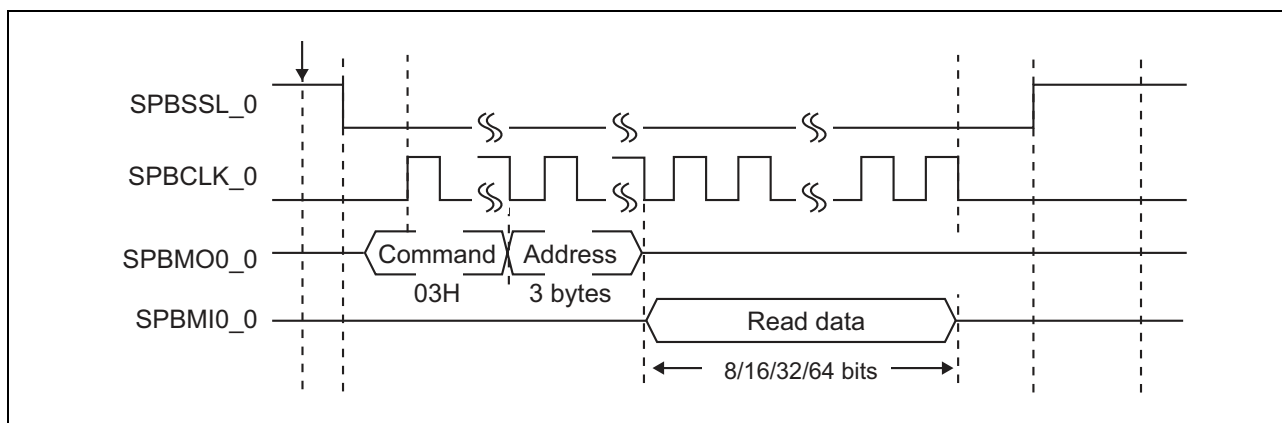 SPBSSL_0
SPBCLK_0
SPBMO0_0
Command Address
03H 3 bytes
SPBMI0_0
Read data
8/16/32/64 bits